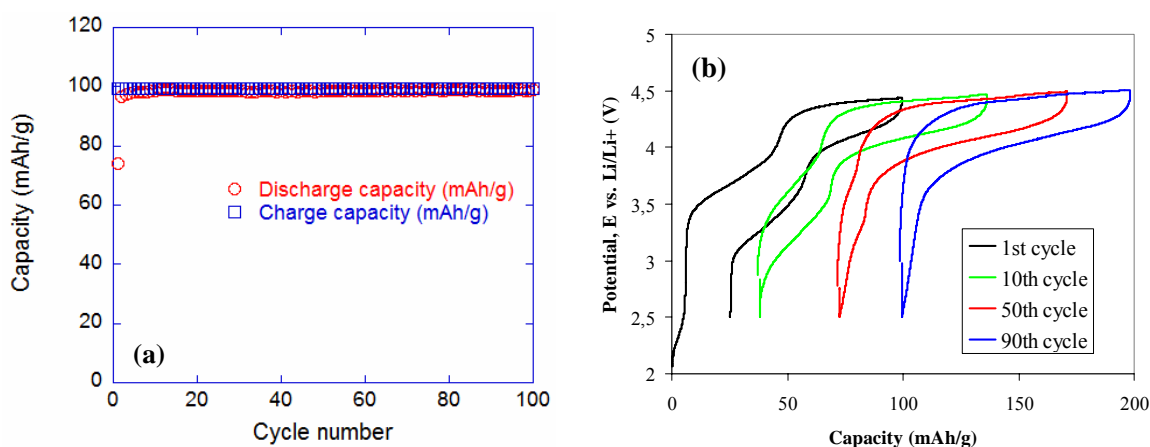 120
100
80
60
40
20
0
0
20
40
60
80
100
Capacity (mAh/g)
Cycle number
Discharge capacity (mAh/g)
Charge capacity (mAh/g)
(a)
(b)
5
4,5
4
3,5
3
2,5
2
0
50
100
150
200
Potential, E vs. Li/Li+ (V)
Capacity (mAh/g)
1st cycle
10th cycle
50th cycle
90th cycle